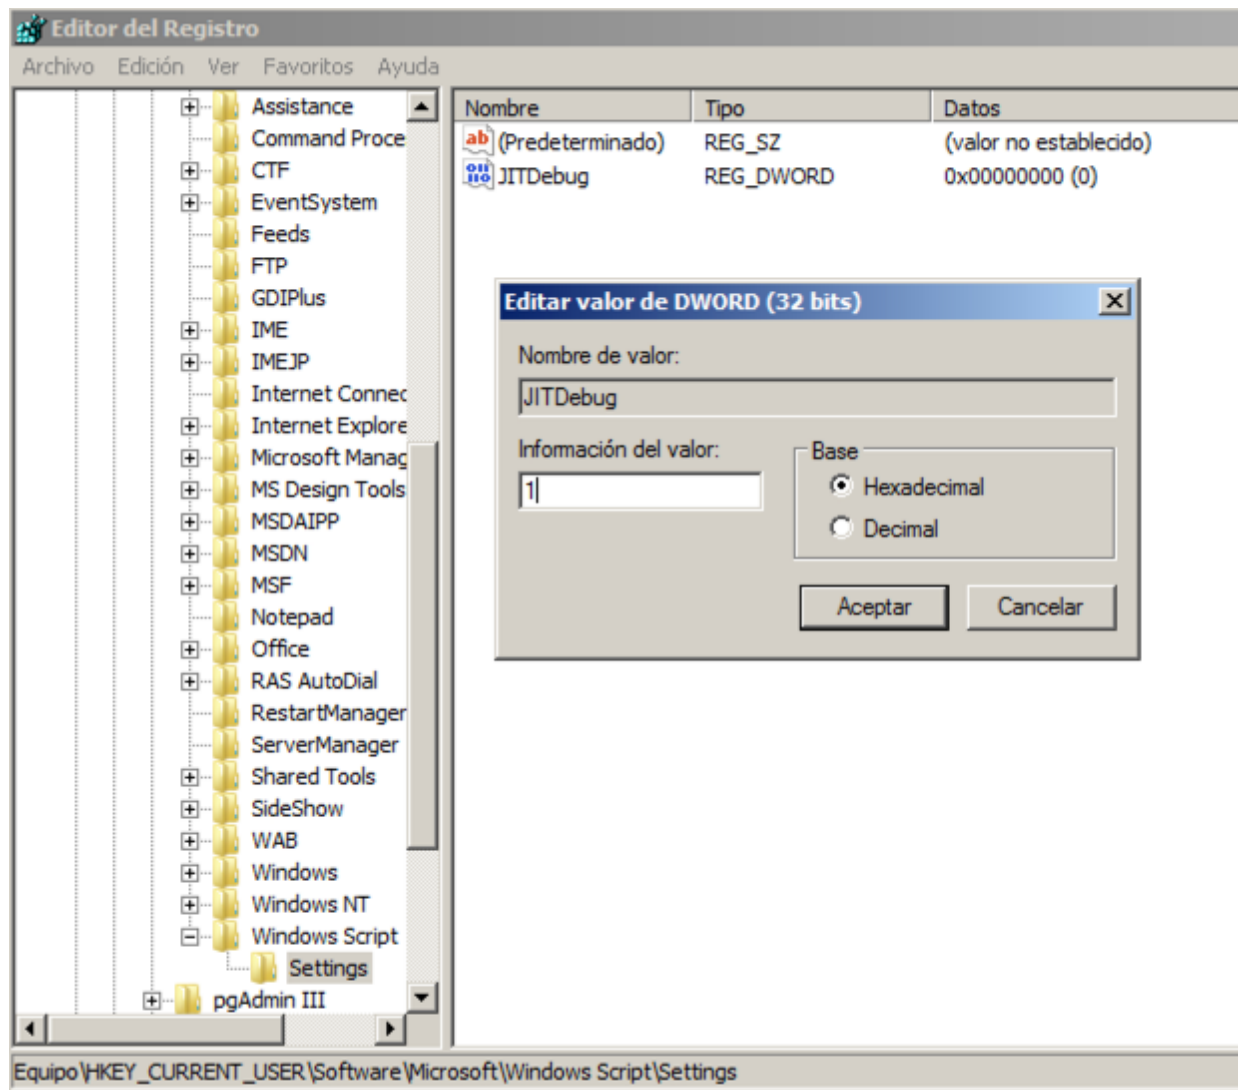 Editor del Registro
Archivo Edición Ver Favoritos Ayuda
Assistance
Command Proce
CTF
EventSystem
Feeds
FTP
GDIPlus
IME
IMEJP
Internet Connec
Internet Explore
Microsoft Manag
MS Design Tools
MSDAIPP
MSDN
MSF
Notepad
Office
RAS AutoDial
RestartManager
ServerManager
Shared Tools
SideShow
WAB
Windows
Windows NT
Windows Script
Settings
pgAdmin III
Nombre Tipo Datos
(Predeterminado) REG_SZ (valor no establecido)
JITDebug REG_DWORD 0x00000000 (0)
Editar valor de DWORD (32 bits)
Nombre de valor:
JITDebug
Información del valor:
1
Base
Hexadecimal
Decimal
Aceptar Cancelar
Equipo\HKEY_CURRENT_USER\Software\Microsoft\Windows Script\Settings